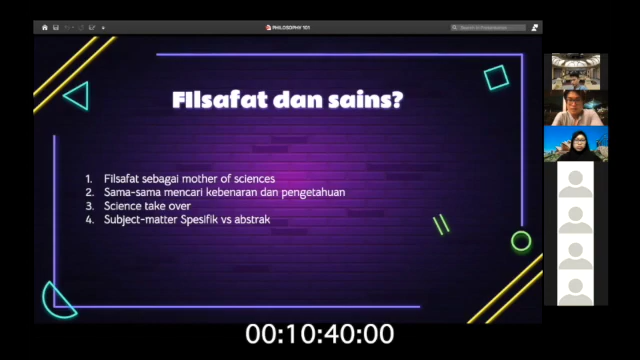 PHILOSOPHY 101
Filsafat dan sains?
1. Filsafat sebagai mother of sciences
2. Sama-sama mencari kebenaran dan pengetahuan
3. Science take over
4. Subject-matter Spesifik vs abstrak
00:10:40:00